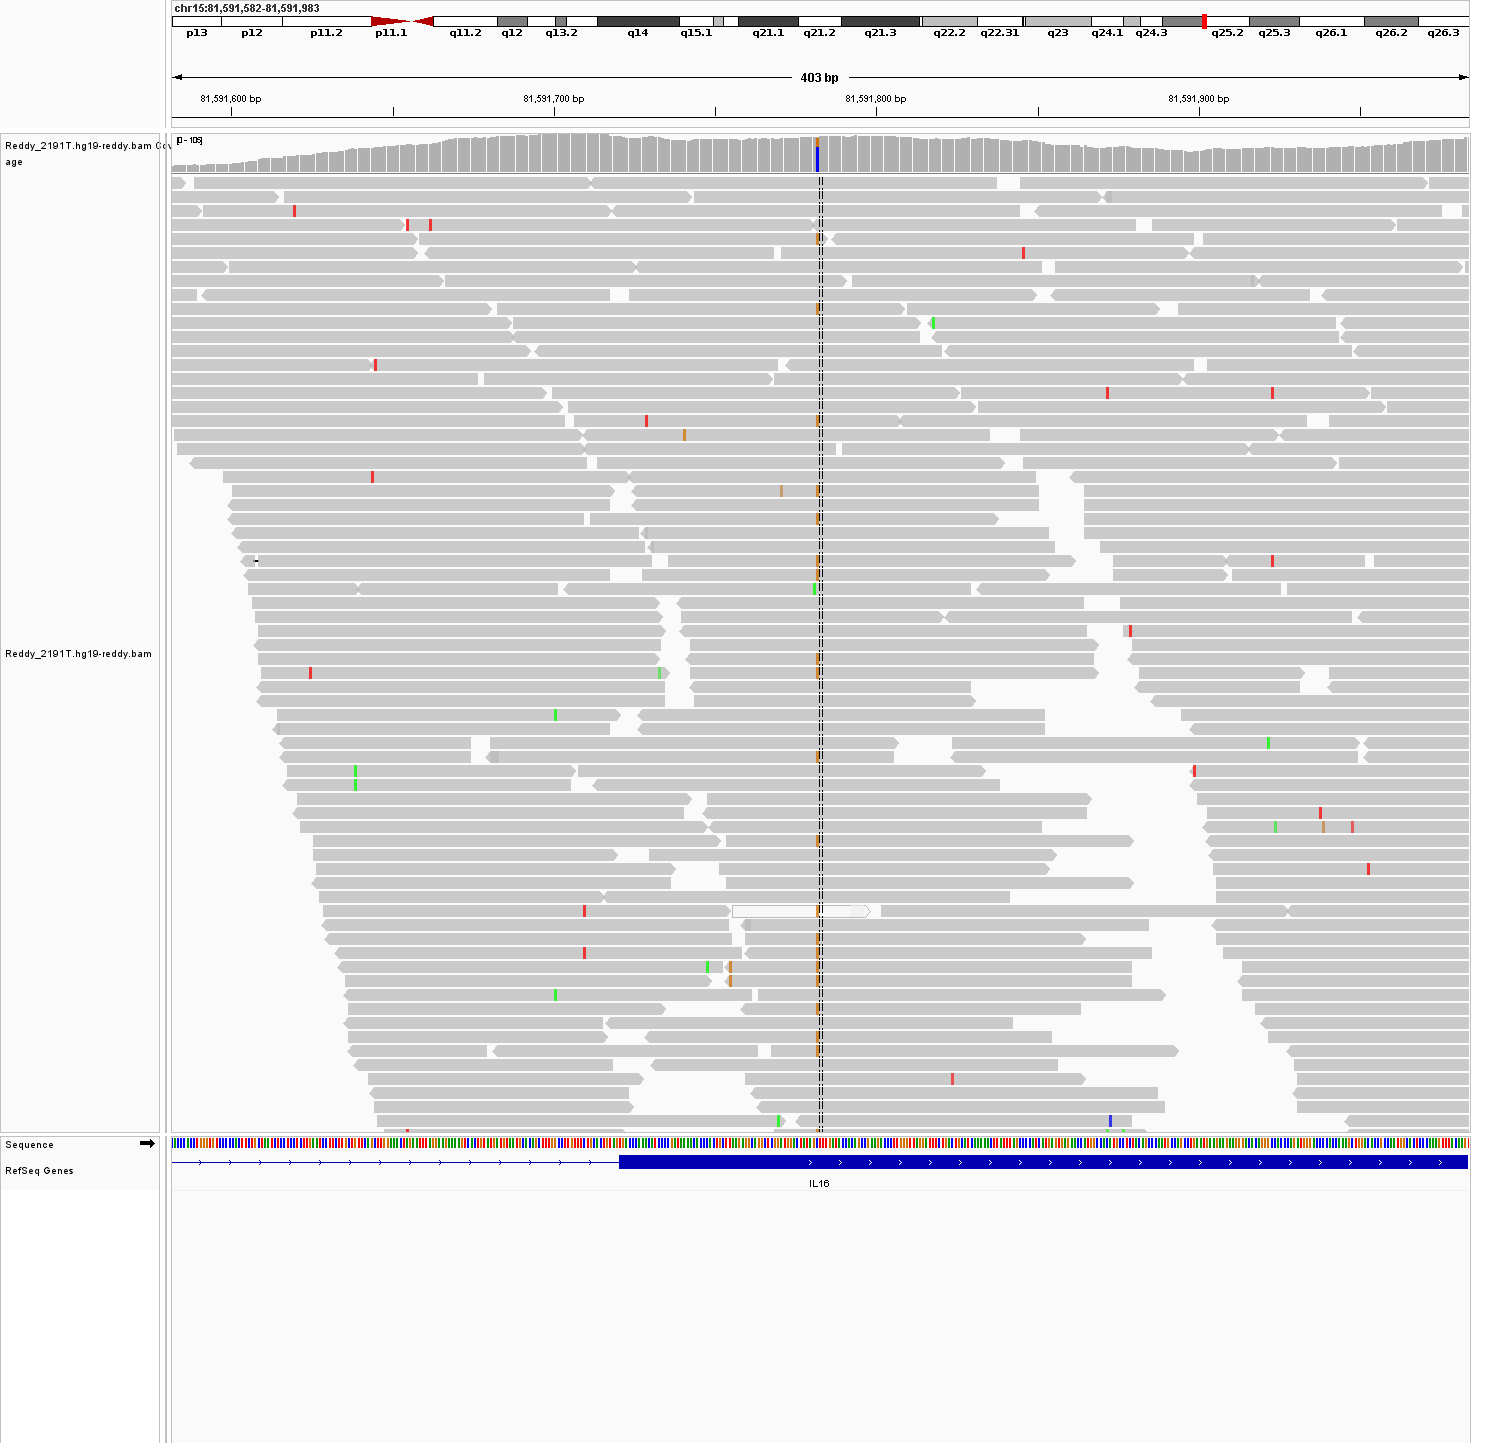 chr15:81,591,582-81,591,983
p13 p12 p11.2 p11.1 q11.2 q12 q13.2 q14 q15.1 q21.1 q21.2 q21.3 q22.2 q22.31 q23 q24.1 q24.3 q25.2 q25.3 q26.1 q26.2 q26.3
403 bp
81,591,600 bp 81,591,700 bp 81,591,800 bp 81,591,900 bp
[0 - 106]
Reddy_2191T.hg19-reddy.bam Cov
age
Reddy_2191T.hg19-reddy.bam
Sequence
RefSeq Genes
IL16